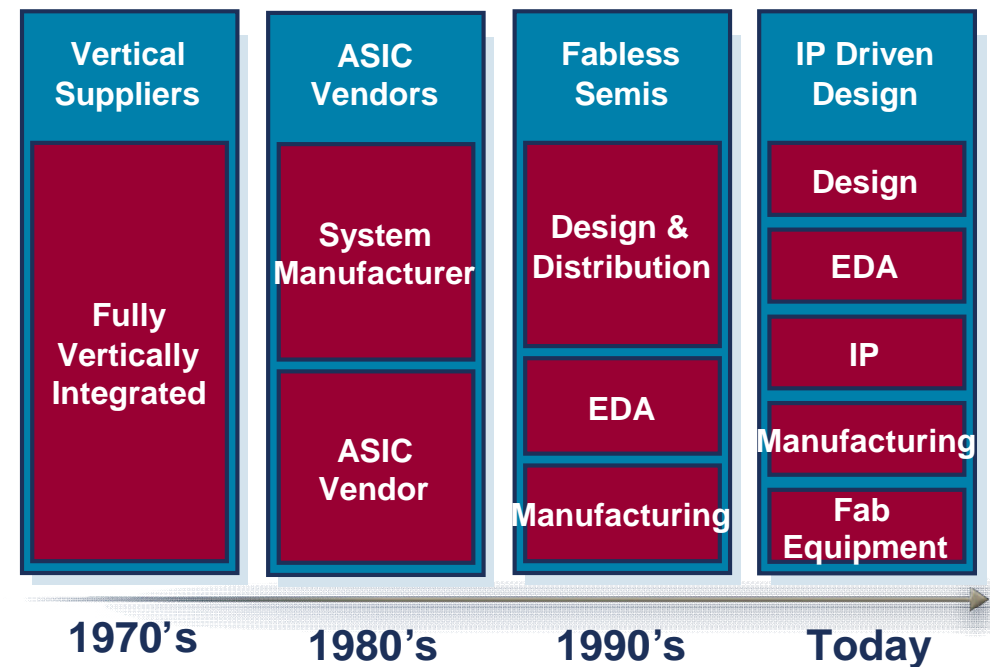 Vertical
Suppliers
Fully
Vertically
Integrated
ASIC
Vendors
System
Manufacturer
ASIC
Vendor
Fabless
Semis
Design &
Distribution
EDA
Manufacturing
IP Driven
Design
Design
EDA
IP
Manufacturing
Fab
Equipment
1970's
1980's
1990's
Today